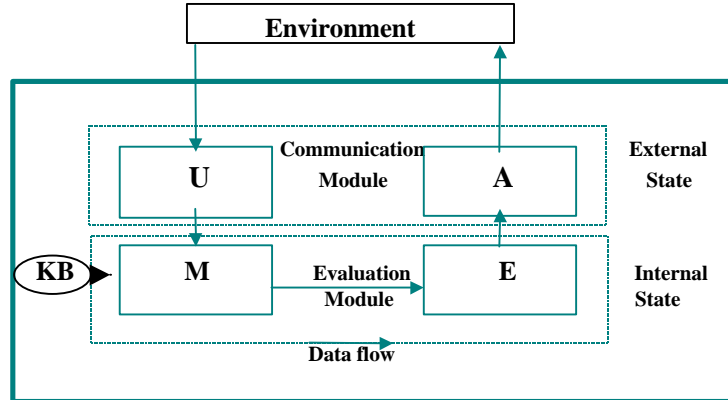 Environment
Communication
Module
U
A
External
State
KB
M
Evaluation
Module
E
Internal
State
Data flow